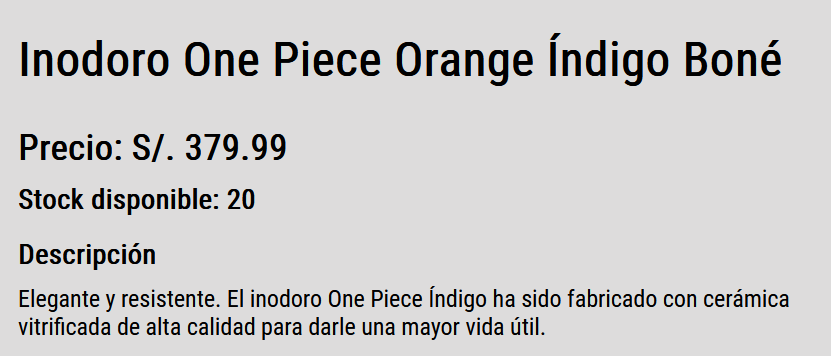 Inodoro One Piece Orange Índigo Boné
Precio: S/. 379.99
Stock disponible: 20
Descripción
Elegante y resistente. El inodoro One Piece Índigo ha sido fabricado con cerámica
vitrificada de alta calidad para darle una mayor vida útil.